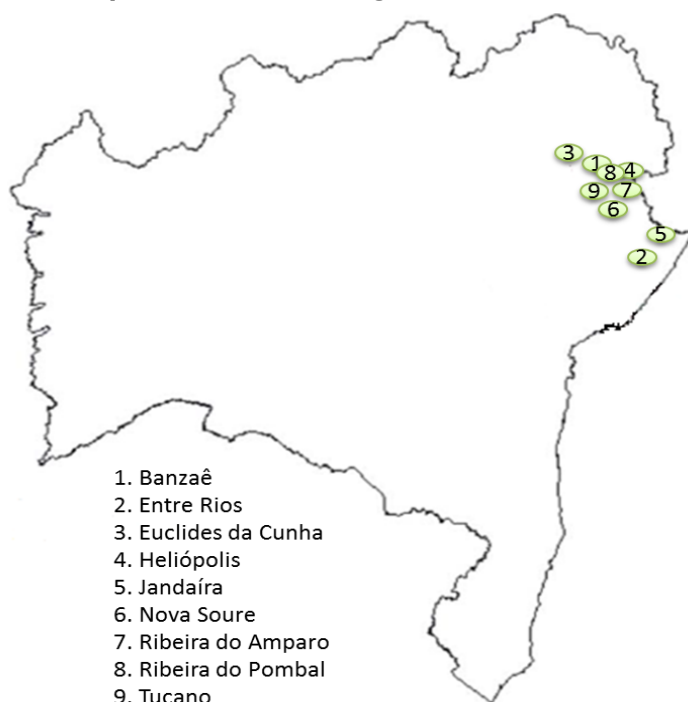 3
1
4
8
9
7
6
5
2
1. Banzaê
2. Entre Rios
3. Euclides da Cunha
4. Heliópolis
5. Jandaíra
6. Nova Soure
7. Ribeira do Amparo
8. Ribeira do Pombal
9. Tucano